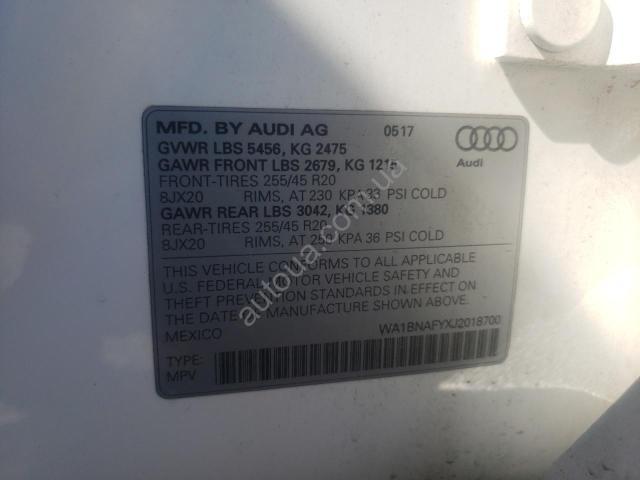 MFD. BY AUDI AG 0517
GVWR LBS 5456, KG 2475
GAWR FRONT LBS 2679, KG 1215
FRONT-TIRES 255/45 R20
8JX20 RIMS, AT 230 KPA 33 PSI COLD
GAWR REAR LBS 3042, KG 1380
REAR-TIRES 255/45 R20
8JX20 RIMS, AT 250 KPA 36 PSI COLD
Audi
THIS VEHICLE CONFORMS TO ALL APPLICABLE
U.S. FEDERAL MOTOR VEHICLE SAFETY AND
THEFT PREVENTION STANDARDS IN EFFECT ON
THE DATE OF MANUFACTURE SHOWN ABOVE.
MEXICO WA1BNAFYXJ2018700
TYPE:
MPV
autoua.com.ua